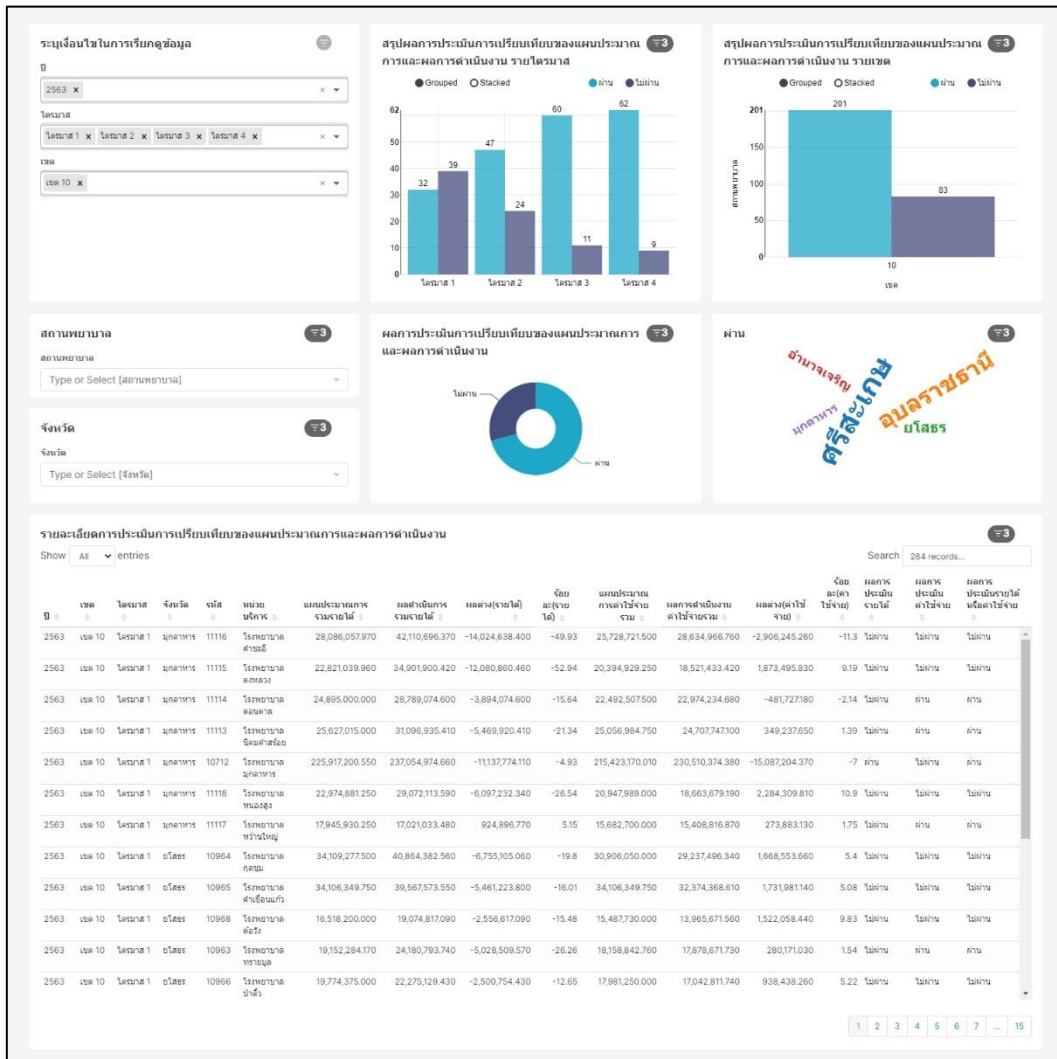 ระบุเงื่อนไขในการเรียกดูข้อมูล
ปี
2563 x
ไตรมาส
ไตรมาส 1 x ไตรมาส 2 x ไตรมาส 3 x ไตรมาส 4 x
เขต
เขต 10 x
สรุปผลการประเมินการเปรียบเทียบของแผนประมาณ 3
การและผลการดำเนินงาน รายไตรมาส
Grouped Stacked ผ่าน ไม่ผ่าน
62
50
40
30
20
10
0
32 39 47 24 60 11 62 9
ไตรมาส 1 ไตรมาส 2 ไตรมาส 3 ไตรมาส 4
สรุปผลการประเมินการเปรียบเทียบของแผนประมาณ 3
การและผลการดำเนินงาน รายเขต
Grouped Stacked ผ่าน ไม่ผ่าน
201
150
100
50
0
สถานพยาบาล
201 83
10
เขต
สถานพยาบาล 3
สถานพยาบาล
Type or Select [สถานพยาบาล]
จังหวัด 3
จังหวัด
Type or Select [จังหวัด]
ผลการประเมินการเปรียบเทียบของแผนประมาณการ 3
และผลการดำเนินงาน
ไม่ผ่าน
ผ่าน
ผ่าน 3
อำนาจเจริญ
มุกดาหาร
ศรีสะเกษ
อุบลราชธานี
ยโสธร
รายละเอียดการประเมินการเปรียบเทียบของแผนประมาณการและผลการดำเนินงาน 3
Show All entries Search 284 records...
ปี เขต ไตรมาส จังหวัด รหัส หน่วยบริการ แผนประมาณการรวมรายได้ ผลดำเนินการรวมรายได้ ผลต่าง(รายได้) ร้อยละ(รายได้) แผนประมาณการค่าใช้จ่ายรวม ผลการดำเนินงานค่าใช้จ่ายรวม ผลต่าง(ค่าใช้จ่าย) ร้อยละ(ค่าใช้จ่าย) ผลการประเมินรายได้ ผลการประเมินค่าใช้จ่าย ผลการประเมินรายได้หรือค่าใช้จ่าย
2563 เขต 10 ไตรมาส 1 มุกดาหาร 11116 โรงพยาบาลคำชะอี 28,086,057.970 42,110,696.370 -14,024,638.400 -49.93 25,728,721.500 28,634,966.760 -2,906,245.260 -11.3 ไม่ผ่าน ไม่ผ่าน ไม่ผ่าน
2563 เขต 10 ไตรมาส 1 มุกดาหาร 11115 โรงพยาบาลดงหลวง 22,821,039.960 34,901,900.420 -12,080,860.460 -52.94 20,394,929.250 18,521,433.420 1,873,495.830 9.19 ไม่ผ่าน ไม่ผ่าน ไม่ผ่าน
2563 เขต 10 ไตรมาส 1 มุกดาหาร 11114 โรงพยาบาลดอนตาล 24,895,000.000 28,789,074.600 -3,894,074.600 -15.64 22,492,507.500 22,974,234.680 -481,727.180 -2.14 ไม่ผ่าน ผ่าน ผ่าน
2563 เขต 10 ไตรมาส 1 มุกดาหาร 11113 โรงพยาบาลนิคมคำสร้อย 25,627,015.000 31,096,935.410 -5,469,920.410 -21.34 25,056,984.750 24,707,747.100 349,237.650 1.39 ไม่ผ่าน ผ่าน ผ่าน
2563 เขต 10 ไตรมาส 1 มุกดาหาร 10712 โรงพยาบาลมุกดาหาร 225,917,200.550 237,054,974.660 -11,137,774.110 -4.93 215,423,170.010 230,510,374.380 -15,087,204.370 -7 ผ่าน ไม่ผ่าน ผ่าน
2563 เขต 10 ไตรมาส 1 มุกดาหาร 11118 โรงพยาบาลหนองสูง 22,974,881.250 29,072,113.590 -6,097,232.340 -26.54 20,947,989.000 18,663,679.190 2,284,309.810 10.9 ไม่ผ่าน ไม่ผ่าน ไม่ผ่าน
2563 เขต 10 ไตรมาส 1 มุกดาหาร 11117 โรงพยาบาลหว้านใหญ่ 17,945,930.250 17,021,033.480 924,896.770 5.15 15,682,700.000 15,408,816.870 273,883.130 1.75 ไม่ผ่าน ผ่าน ผ่าน
2563 เขต 10 ไตรมาส 1 ยโสธร 10964 โรงพยาบาลกุดชุม 34,109,277.500 40,864,382.560 -6,755,105.060 -19.8 30,906,050.000 29,237,496.340 1,668,553.660 5.4 ไม่ผ่าน ไม่ผ่าน ไม่ผ่าน
2563 เขต 10 ไตรมาส 1 ยโสธร 10965 โรงพยาบาลคำเขื่อนแก้ว 34,106,349.750 39,567,573.550 -5,461,223.800 -16.01 34,106,349.750 32,374,368.610 1,731,981.140 5.08 ไม่ผ่าน ไม่ผ่าน ไม่ผ่าน
2563 เขต 10 ไตรมาส 1 ยโสธร 10968 โรงพยาบาลค้อวัง 16,518,200.000 19,074,817.090 -2,556,617.090 -15.48 15,487,730.000 13,965,671.560 1,522,058.440 9.83 ไม่ผ่าน ไม่ผ่าน ไม่ผ่าน
2563 เขต 10 ไตรมาส 1 ยโสธร 10963 โรงพยาบาลทรายมูล 19,152,284.170 24,180,793.740 -5,028,509.570 -26.26 18,158,842.760 17,878,671.730 280,171.030 1.54 ไม่ผ่าน ผ่าน ผ่าน
2563 เขต 10 ไตรมาส 1 ยโสธร 10966 โรงพยาบาลป่าติ้ว 19,774,375.000 22,275,129.430 -2,500,754.430 -12.65 17,981,250.000 17,042,811.740 938,438.260 5.22 ไม่ผ่าน ไม่ผ่าน ไม่ผ่าน
1 2 3 4 5 6 7 ... 15